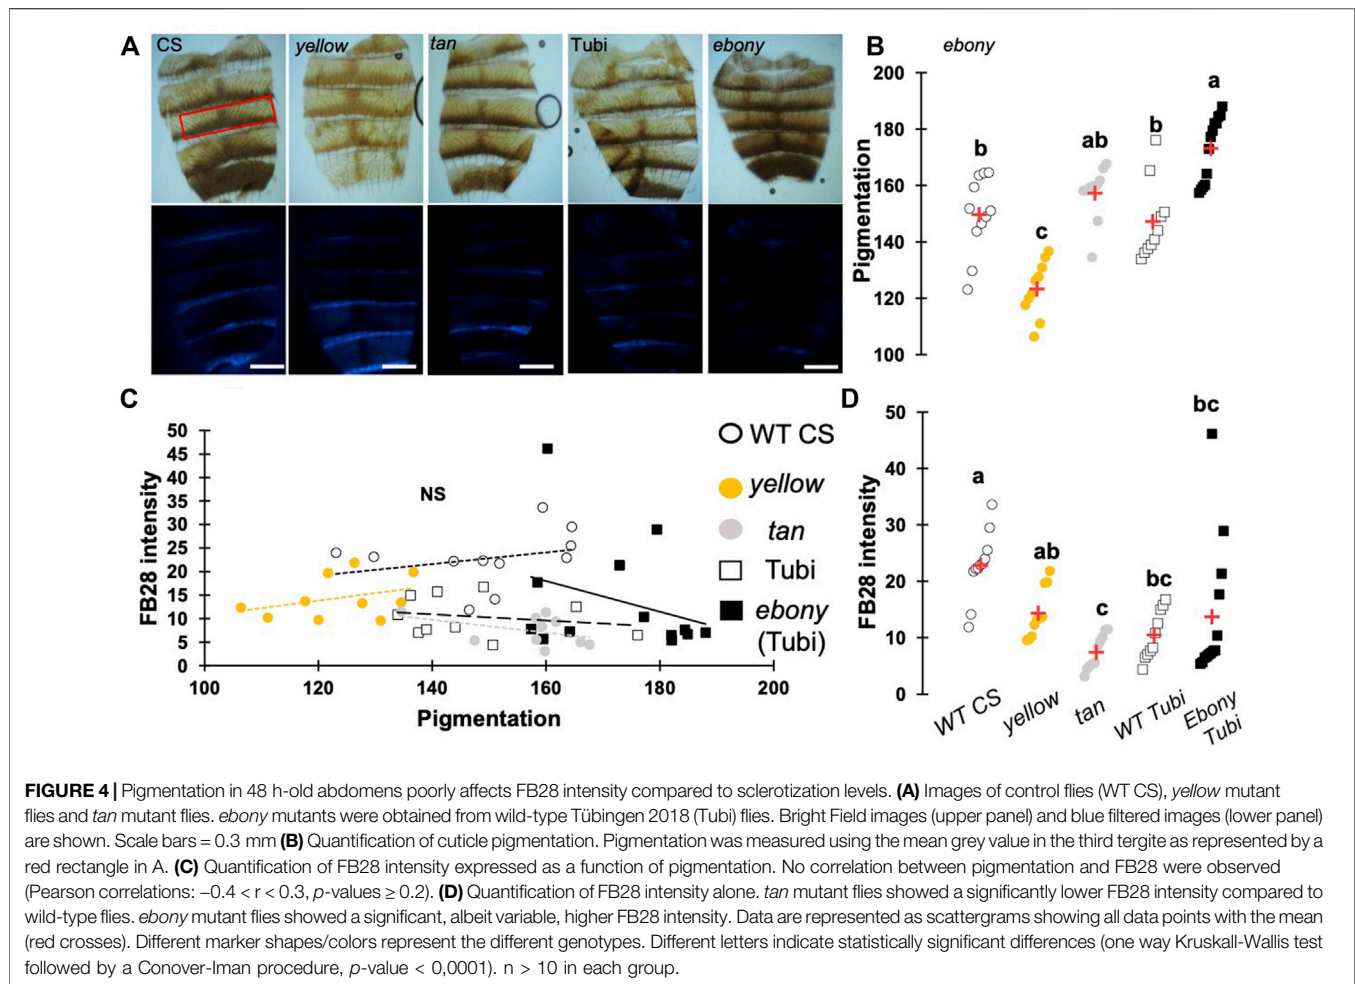 A
CS
yellow
tan
Tubi
ebony
B
ebony
200
180
160
140
120
100
Pigmentation
b
c
ab
b
a
C
50
45
40
35
30
25
20
15
10
5
0
FB28 intensity
NS
100
120
140
160
180
200
Pigmentation
WT CS
yellow
tan
Tubi
ebony
(Tubi)
D
50
40
30
20
10
0
FB28 intensity
a
ab
c
bc
bc
WT CS
yellow
tan
WT Tubi
Ebony
Tubi
FIGURE 4 | Pigmentation in 48 h-old abdomens poorly affects FB28 intensity compared to sclerotization levels. (A) Images of control flies (WT CS), yellow mutant
flies and tan mutant flies. ebony mutants were obtained from wild-type Tübingen 2018 (Tubi) flies. Bright Field images (upper panel) and blue filtered images (lower panel)
are shown. Scale bars = 0.3 mm (B) Quantification of cuticle pigmentation. Pigmentation was measured using the mean grey value in the third tergite as represented by a
red rectangle in A. (C) Quantification of FB28 intensity expressed as a function of pigmentation. No correlation between pigmentation and FB28 were observed
(Pearson correlations: –0.4 < r < 0.3, p-values ≥ 0.2). (D) Quantification of FB28 intensity alone. tan mutant flies showed a significantly lower FB28 intensity compared to
wild-type flies. ebony mutant flies showed a significant, albeit variable, higher FB28 intensity. Data are represented as scattergrams showing all data points with the mean
(red crosses). Different marker shapes/colors represent the different genotypes. Different letters indicate statistically significant differences (one way Kruskall-Wallis test
followed by a Conover-Iman procedure, p-value < 0,0001). n > 10 in each group.